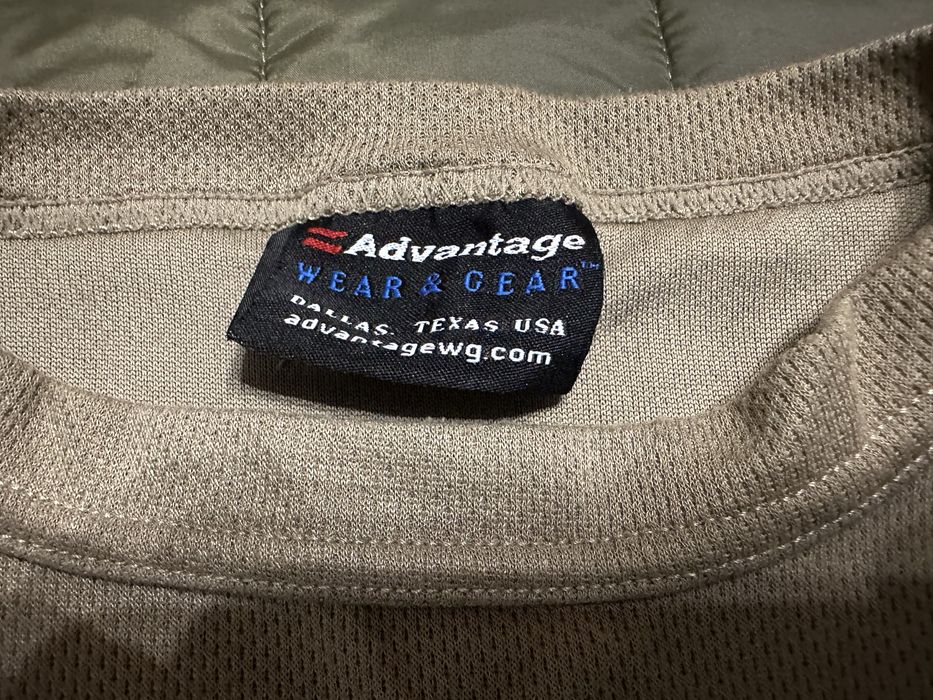 Advantage
WEAR & GEAR™
DALLAS, TEXAS USA
advantagewg.com